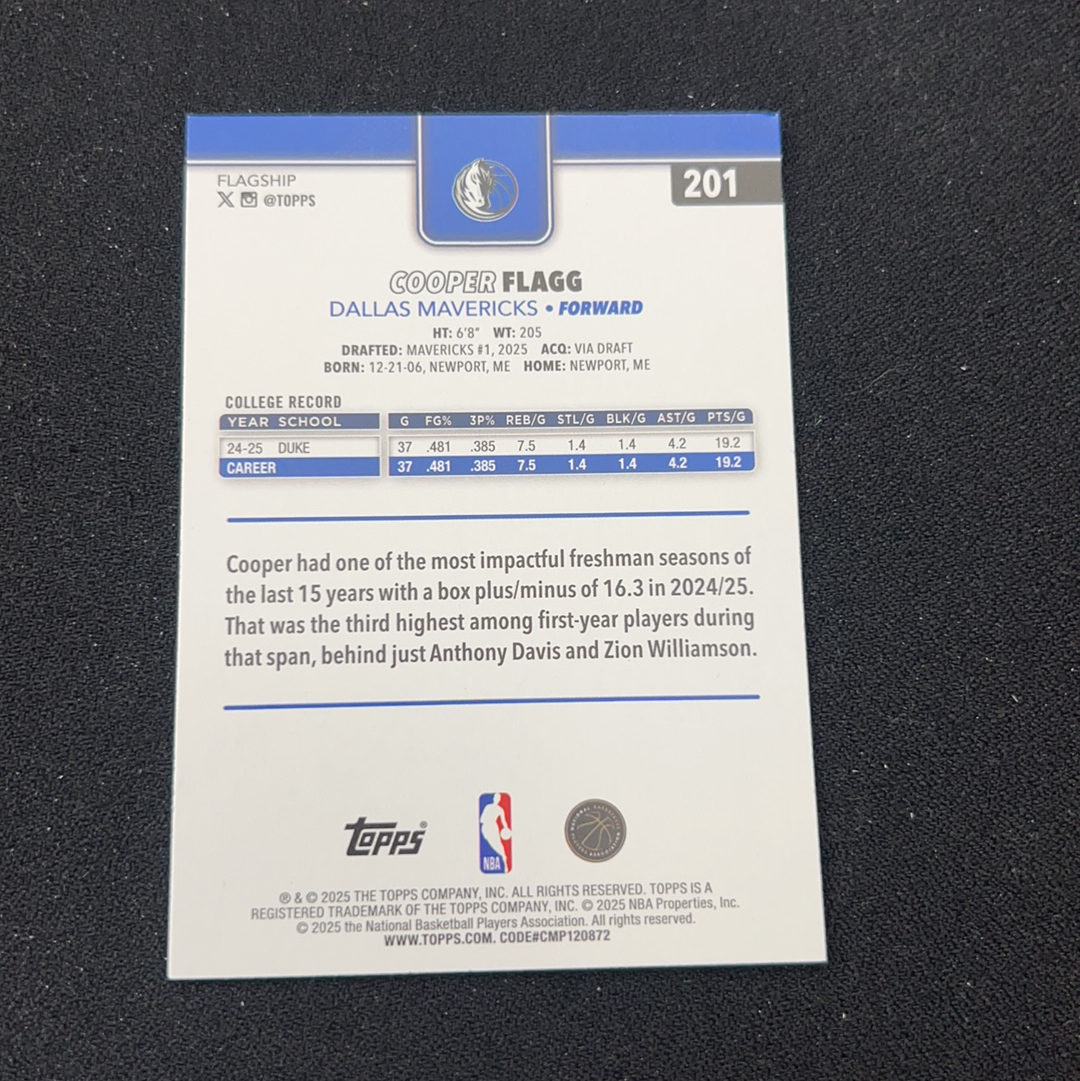 FLAGSHIP
@TOPPS
201
COOPER FLAGG
DALLAS MAVERICKS • FORWARD
HT: 6'8" WT: 205
DRAFTED: MAVERICKS #1, 2025 ACQ: VIA DRAFT
BORN: 12-21-06, NEWPORT, ME HOME: NEWPORT, ME
COLLEGE RECORD
YEAR SCHOOL G FG% 3P% REB/G STL/G BLK/G AST/G PTS/G
24-25 DUKE 37 .481 .385 7.5 1.4 1.4 4.2 19.2
CAREER 37 .481 .385 7.5 1.4 1.4 4.2 19.2
Cooper had one of the most impactful freshman seasons of
the last 15 years with a box plus/minus of 16.3 in 2024/25.
That was the third highest among first-year players during
that span, behind just Anthony Davis and Zion Williamson.
TOPPS®
NBA
NATIONAL BASKETBALL PLAYERS ASSOCIATION
® & © 2025 THE TOPPS COMPANY, INC. ALL RIGHTS RESERVED. TOPPS IS A
REGISTERED TRADEMARK OF THE TOPPS COMPANY, INC. © 2025 NBA Properties, Inc.
© 2025 the National Basketball Players Association. All rights reserved.
WWW.TOPPS.COM. CODE#CMP120872